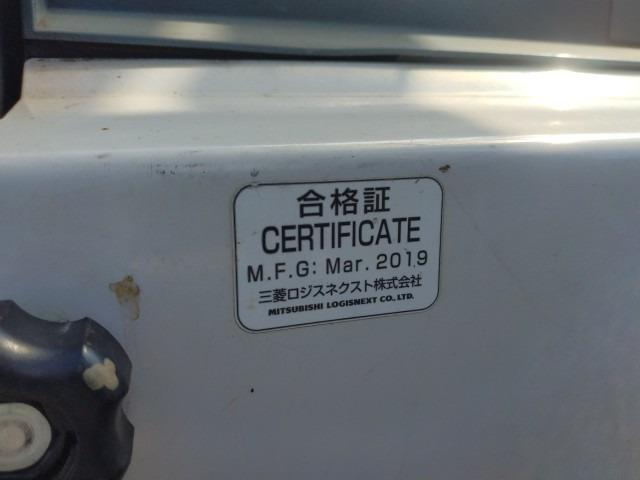 合格証
CERTIFICATE
M.F.G: Mar. 2019
三菱ロジスネクスト株式会社
MITSUBISHI LOGISNEXT CO., LTD.